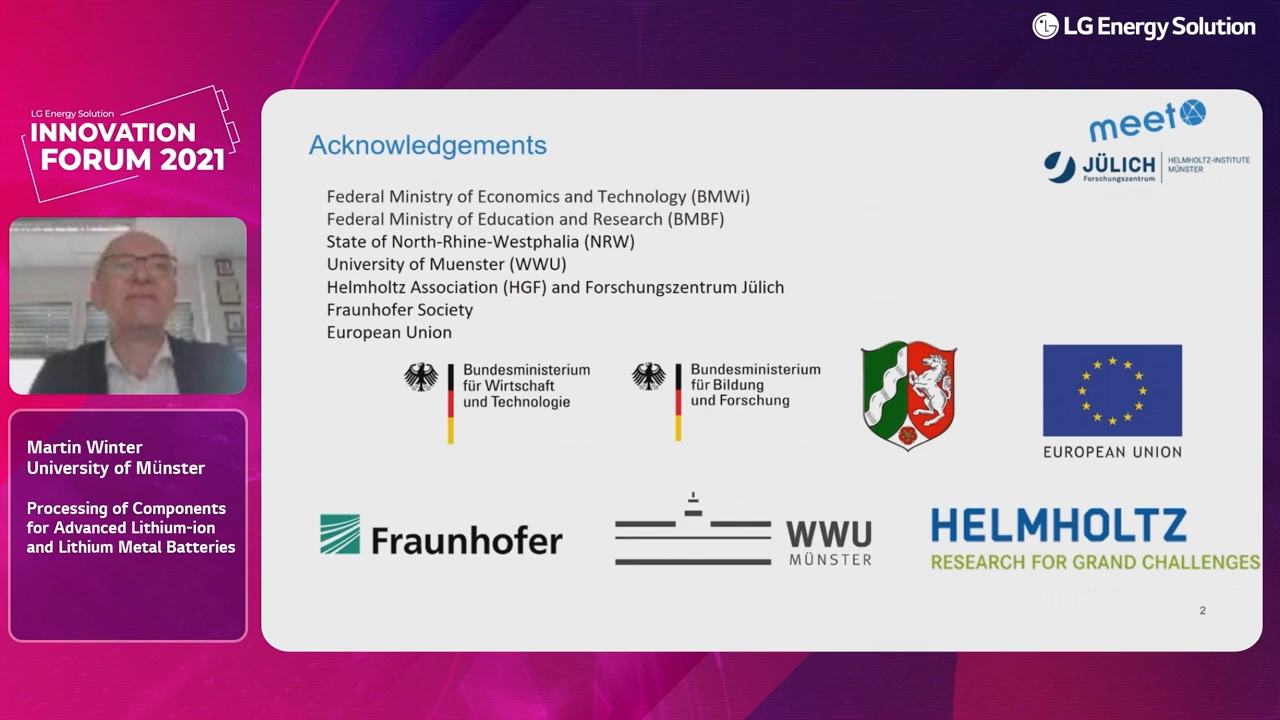 LG Energy Solution
LG Energy Solution
INNOVATION
FORUM 2021
Martin Winter
University of Münster
Processing of Components
for Advanced Lithium-ion
and Lithium Metal Batteries
meet
JÜLICH
Forschungszentrum
HELMHOLTZ-INSTITUTE
MÜNSTER
Acknowledgements
Federal Ministry of Economics and Technology (BMWi)
Federal Ministry of Education and Research (BMBF)
State of North-Rhine-Westphalia (NRW)
University of Muenster (WWU)
Helmholtz Association (HGF) and Forschungszentrum Jülich
Fraunhofer Society
European Union
Bundesministerium
für Wirtschaft
und Technologie
Bundesministerium
für Bildung
und Forschung
EUROPEAN UNION
Fraunhofer
WWU
MÜNSTER
HELMHOLTZ
RESEARCH FOR GRAND CHALLENGES
2